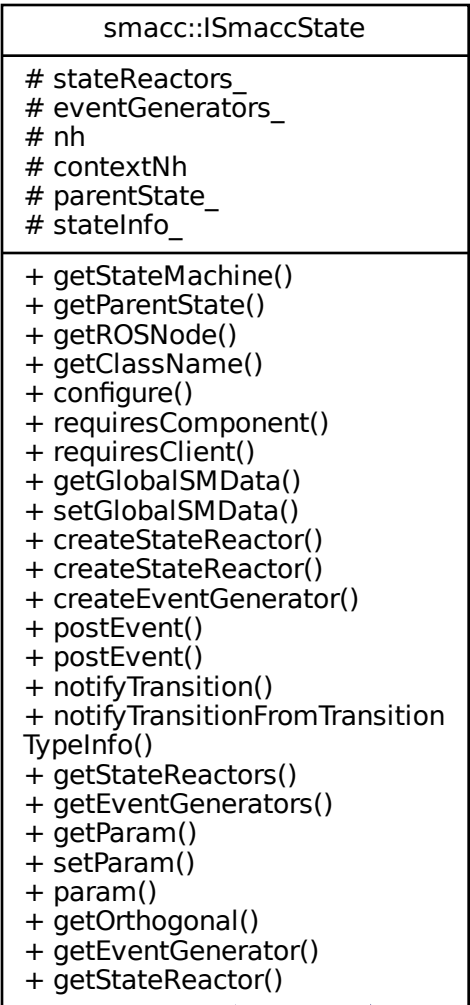 smacc::ISmaccState
# stateReactors_
# eventGenerators_
# nh
# contextNh
# parentState_
# stateInfo_
+ getStateMachine()
+ getParentState()
+ getROSNode()
+ getClassName()
+ configure()
+ requiresComponent()
+ requiresClient()
+ getGlobalSMData()
+ setGlobalSMData()
+ createStateReactor()
+ createStateReactor()
+ createEventGenerator()
+ postEvent()
+ postEvent()
+ notifyTransition()
+ notifyTransitionFromTransition
TypeInfo()
+ getStateReactors()
+ getEventGenerators()
+ getParam()
+ setParam()
+ param()
+ getOrthogonal()
+ getEventGenerator()
+ getStateReactor()